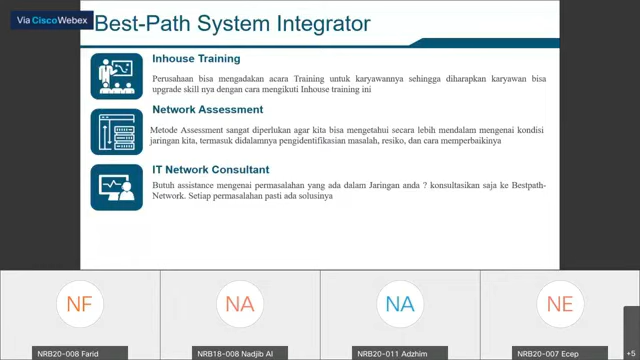 Via Cisco Webex
Best-Path System Integrator
Inhouse Training
Perusahaan bisa mengadakan acara Training untuk karyawannya sehingga diharapkan karyawan bisa
upgrade skill nya dengan cara mengikuti Inhouse training ini
Network Assessment
Metode Assessment sangat diperlukan agar kita bisa mengetahui secara lebih mendalam mengenai kondisi
jaringan kita, termasuk didalamnya pengidentifikasian masalah, resiko, dan cara memperbaikinya
IT Network Consultant
Butuh assistance mengenai permasalahan yang ada dalam Jaringan anda ? konsultasikan saja ke Bestpath-
Network. Setiap permasalahan pasti ada solusinya
NF
NA
NA
NE
NRB20-008 Farid
NRB18-008 Nadjib Al
NRB20-011 Adzhim
NRB20-007 Ecep
+5